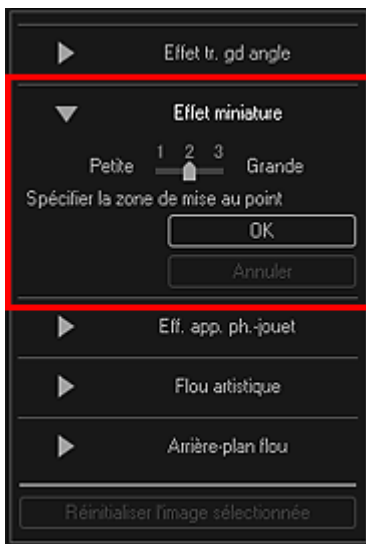 Effet tr. gd angle
Effet miniature
1 2 3
Petite Grande
Spécifier la zone de mise au point
OK
Annuler
Eff. app. ph.-jouet
Flou artistique
Arrière-plan flou
Réinitialiser l'image sélectionnée